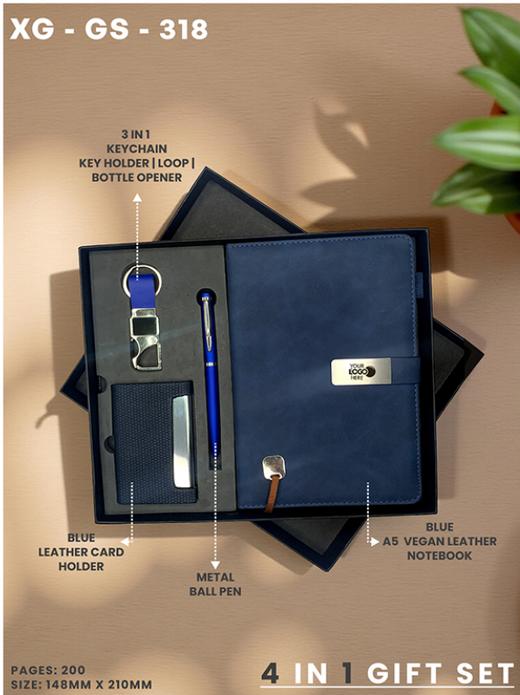 XG - GS - 318
3 IN 1
KEYCHAIN
KEY HOLDER | LOOP |
BOTTLE OPENER
YOUR
LOGO
HERE
BLUE
LEATHER CARD
HOLDER
METAL
BALL PEN
BLUE
A5 VEGAN LEATHER
NOTEBOOK
PAGES: 200
SIZE: 148MM X 210MM
4 IN 1 GIFT SET